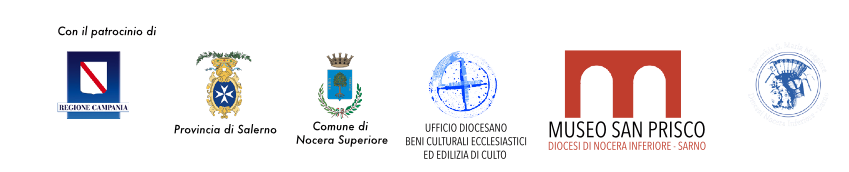 Con il patrocinio di
REGIONE CAMPANIA
Provincia di Salerno
Comune di
Nocera Superiore
UFFICIO DIOCESANO
BENI CULTURALI ECCLESIASTICI
ED EDILIZIA DI CULTO
MUSEO SAN PRISCO
DIOCESI DI NOCERA INFERIORE - SARNO